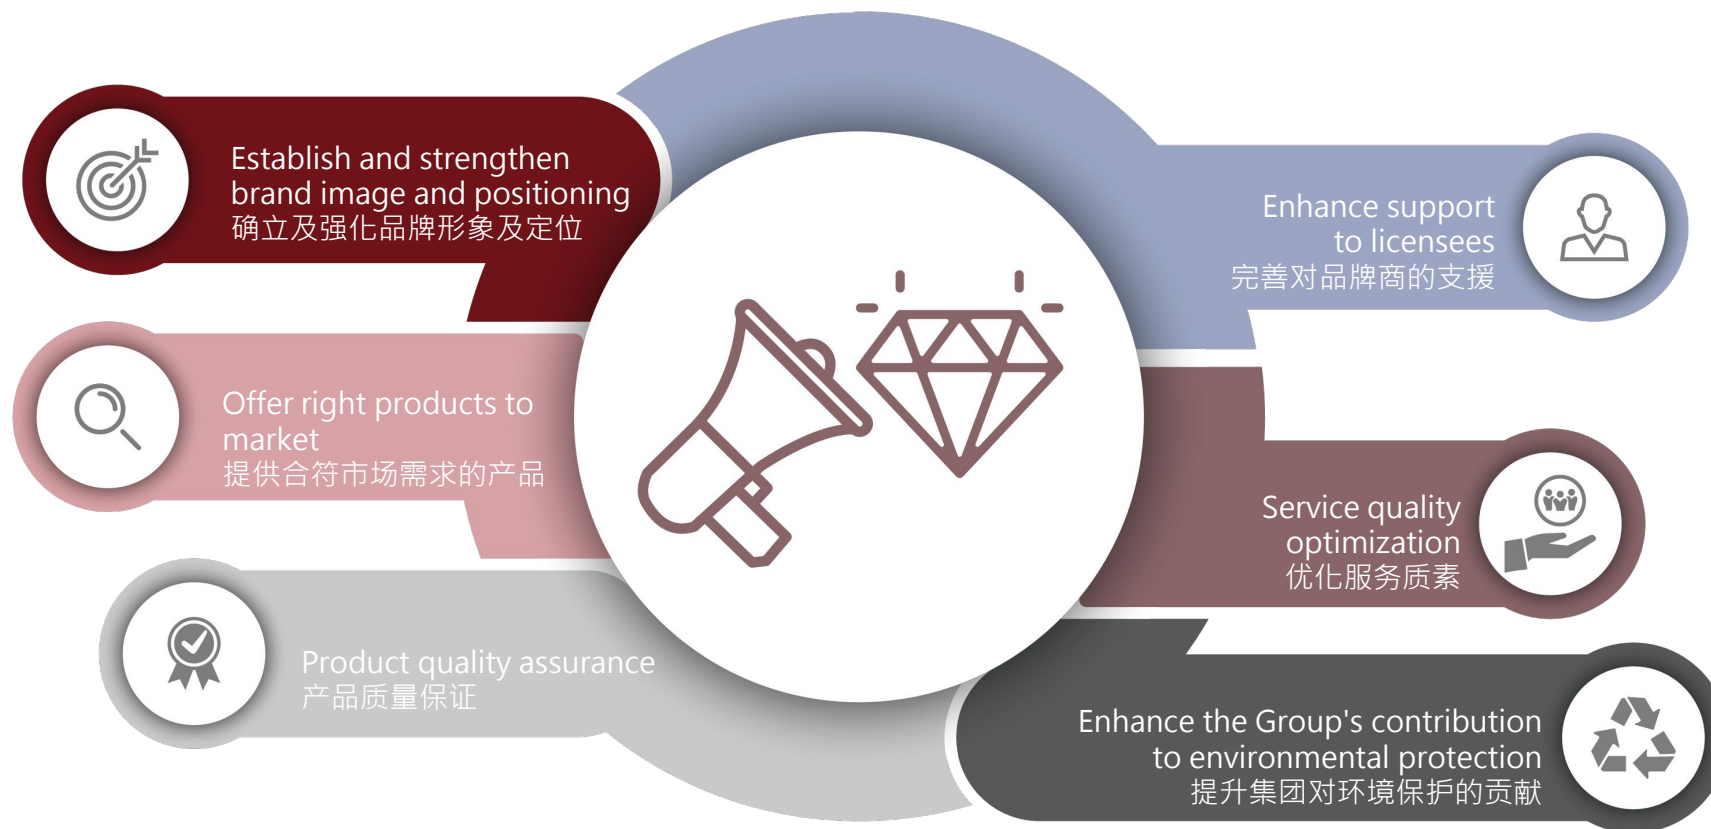 Establish and strengthen
brand image and positioning
确立及强化品牌形象及定位
Offer right products to
market
提供合符市场需求的产品
Product quality assurance
产品质量保证
Enhance support
to licensees
完善对品牌商的支援
Service quality
optimization
优化服务质素
Enhance the Group's contribution
to environmental protection
提升集团对环境保护的贡献